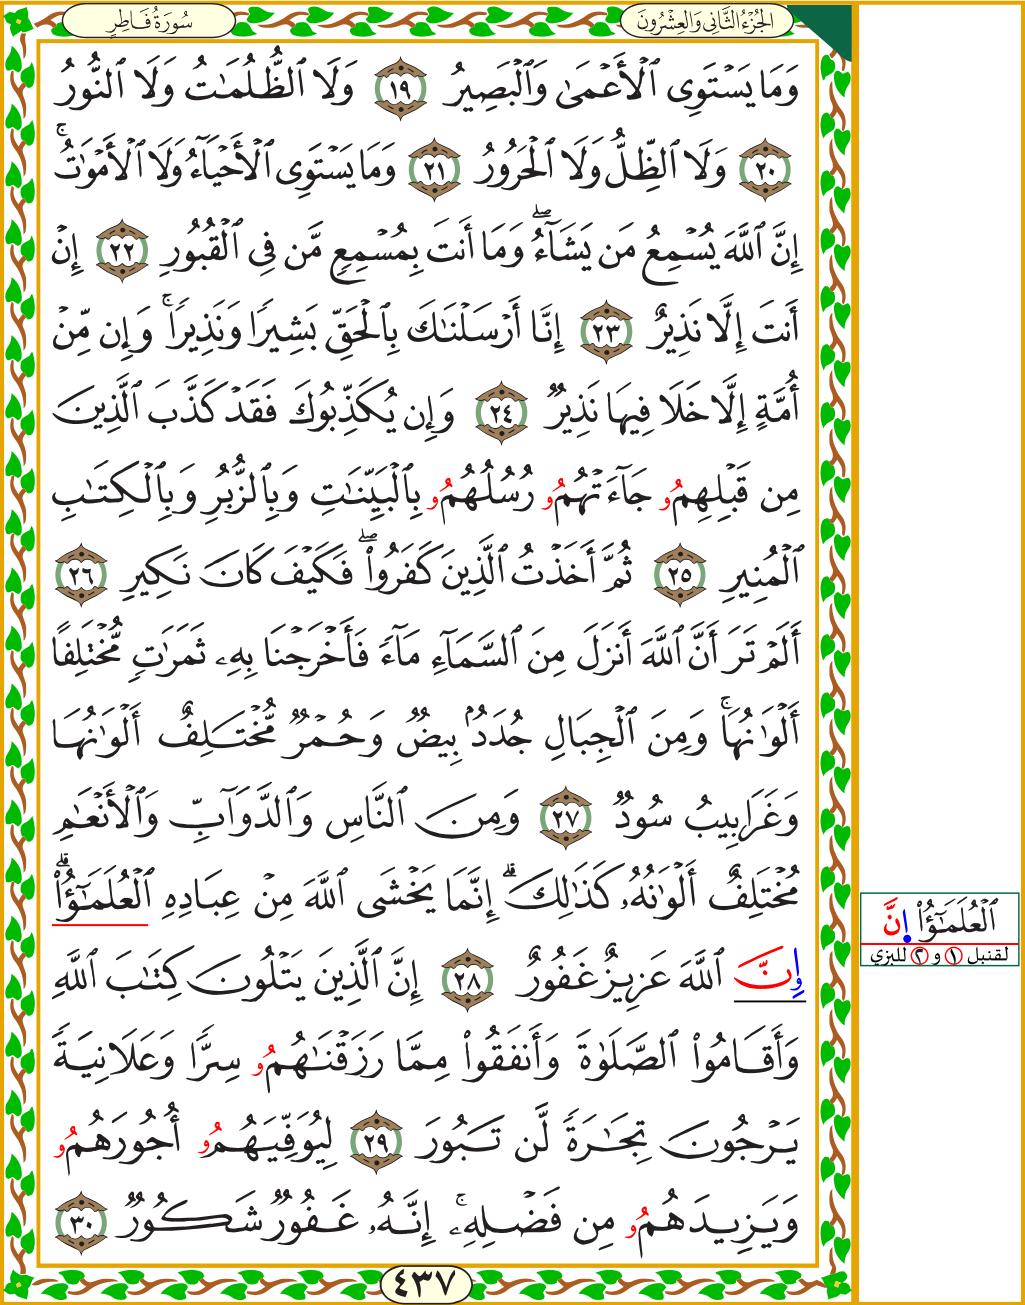 الجُزْءُ الثَّانِي وَالعِشْرُونَ
سُورَةُ فَاطِرٍ
وَمَا يَسْتَوِى ٱلْأَعْمَىٰ وَٱلْبَصِيرُ ١٩ وَلَا ٱلظُّلُمَٰتُ وَلَا ٱلنُّورُ
٢٠ وَلَا ٱلظِّلُّ وَلَا ٱلْحَرُورُ ٢١ وَمَا يَسْتَوِى ٱلْأَحْيَآءُ وَلَا ٱلْأَمْوَٰتُۚ
إِنَّ ٱللَّهَ يُسْمِعُ مَن يَشَآءُۖ وَمَا أَنتَ بِمُسْمِعٍ مَّن فِى ٱلْقُبُورِ ٢٢ إِنْ
أَنتَ إِلَّا نَذِيرٌ ٢٣ إِنَّا أَرْسَلْنَٰكَ بِٱلْحَقِّ بَشِيرًا وَنَذِيرًاۚ وَإِن مِّنْ
أُمَّةٍ إِلَّا خَلَا فِيهَا نَذِيرٌ ٢٤ وَإِن يُكَذِّبُوكَ فَقَدْ كَذَّبَ ٱلَّذِينَ
مِن قَبْلِهِمُو جَآءَتْهُمُو رُسُلُهُمُو بِٱلْبَيِّنَٰتِ وَبِٱلزُّبُرِ وَبِٱلْكِتَٰبِ
ٱلْمُنِيرِ ٢٥ ثُمَّ أَخَذْتُ ٱلَّذِينَ كَفَرُوا۟ۖ فَكَيْفَ كَانَ نَكِيرِ ٢٦
أَلَمْ تَرَ أَنَّ ٱللَّهَ أَنزَلَ مِنَ ٱلسَّمَآءِ مَآءً فَأَخْرَجْنَا بِهِۦ ثَمَرَٰتٍ مُّخْتَلِفًا
أَلْوَٰنُهَاۚ وَمِنَ ٱلْجِبَالِ جُدَدٌۢ بِيضٌ وَحُمْرٌ مُّخْتَلِفٌ أَلْوَٰنُهَا
وَغَرَابِيبُ سُودٌ ٢٧ وَمِنَ ٱلنَّاسِ وَٱلدَّوَآبِّ وَٱلْأَنْعَٰمِ
مُخْتَلِفٌ أَلْوَٰنُهُۥ كَذَٰلِكَۗ إِنَّمَا يَخْشَى ٱللَّهَ مِنْ عِبَادِهِ ٱلْعُلَمَٰٓؤُا۟ۗ
وِنَّ ٱللَّهَ عَزِيزٌ غَفُورٌ ٢٨ إِنَّ ٱلَّذِينَ يَتْلُونَ كِتَٰبَ ٱللَّهِ
وَأَقَامُوا۟ ٱلصَّلَوٰةَ وَأَنفَقُوا۟ مِمَّا رَزَقْنَٰهُمُو سِرًّا وَعَلَانِيَةً
يَرْجُونَ تِجَٰرَةً لَّن تَبُورَ ٢٩ لِيُوَفِّيَهُمُو أُجُورَهُمُو
وَيَزِيدَهُمُو مِن فَضْلِهِۦۚ إِنَّهُۥ غَفُورٌ شَكُورٌ ٣٠
ٱلْعُلَمَٰٓؤُا۟ اِنَّ
لقنبل ١ و ٢ للبزي
٤٣٧